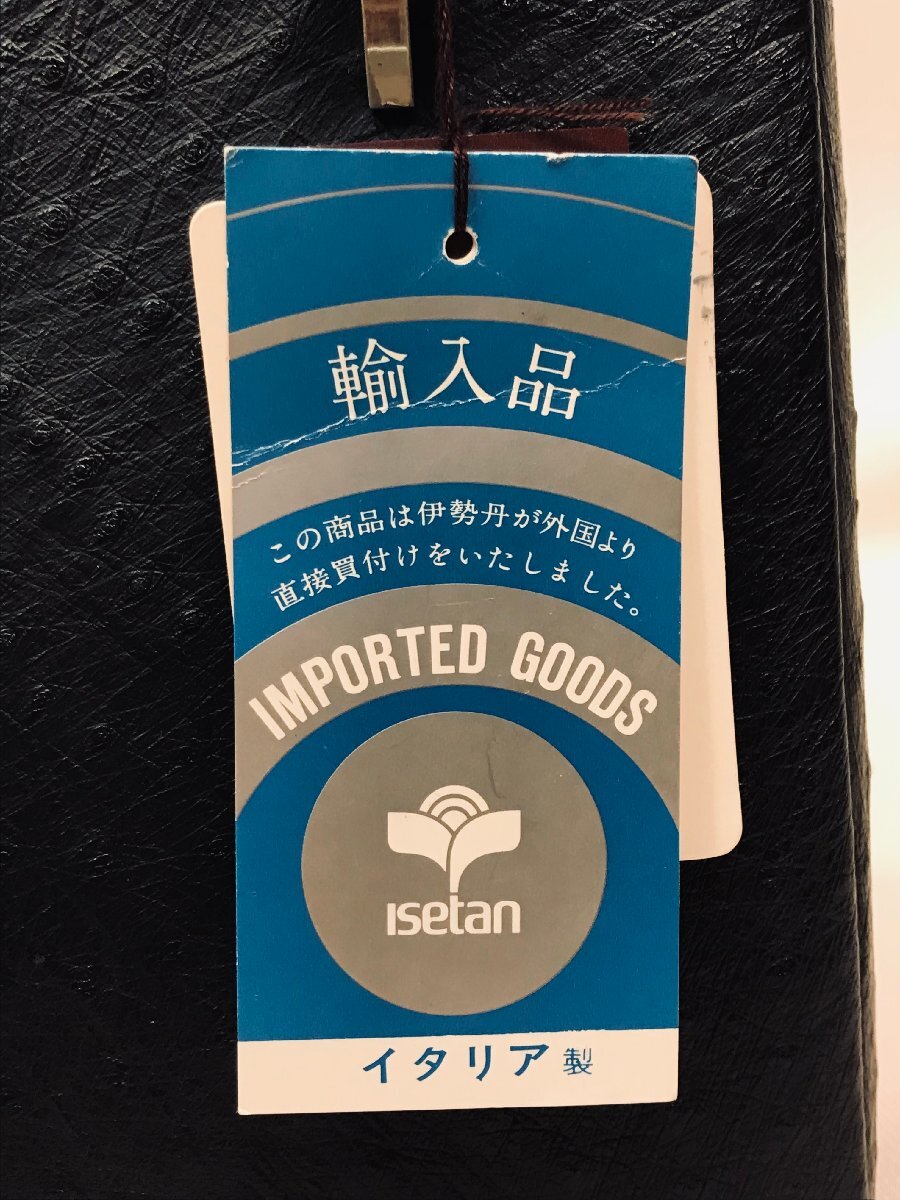 輸入品
この商品は伊勢丹が外国より
直接買付けをいたしました。
IMPORTED GOODS
ISetan
イタリア製